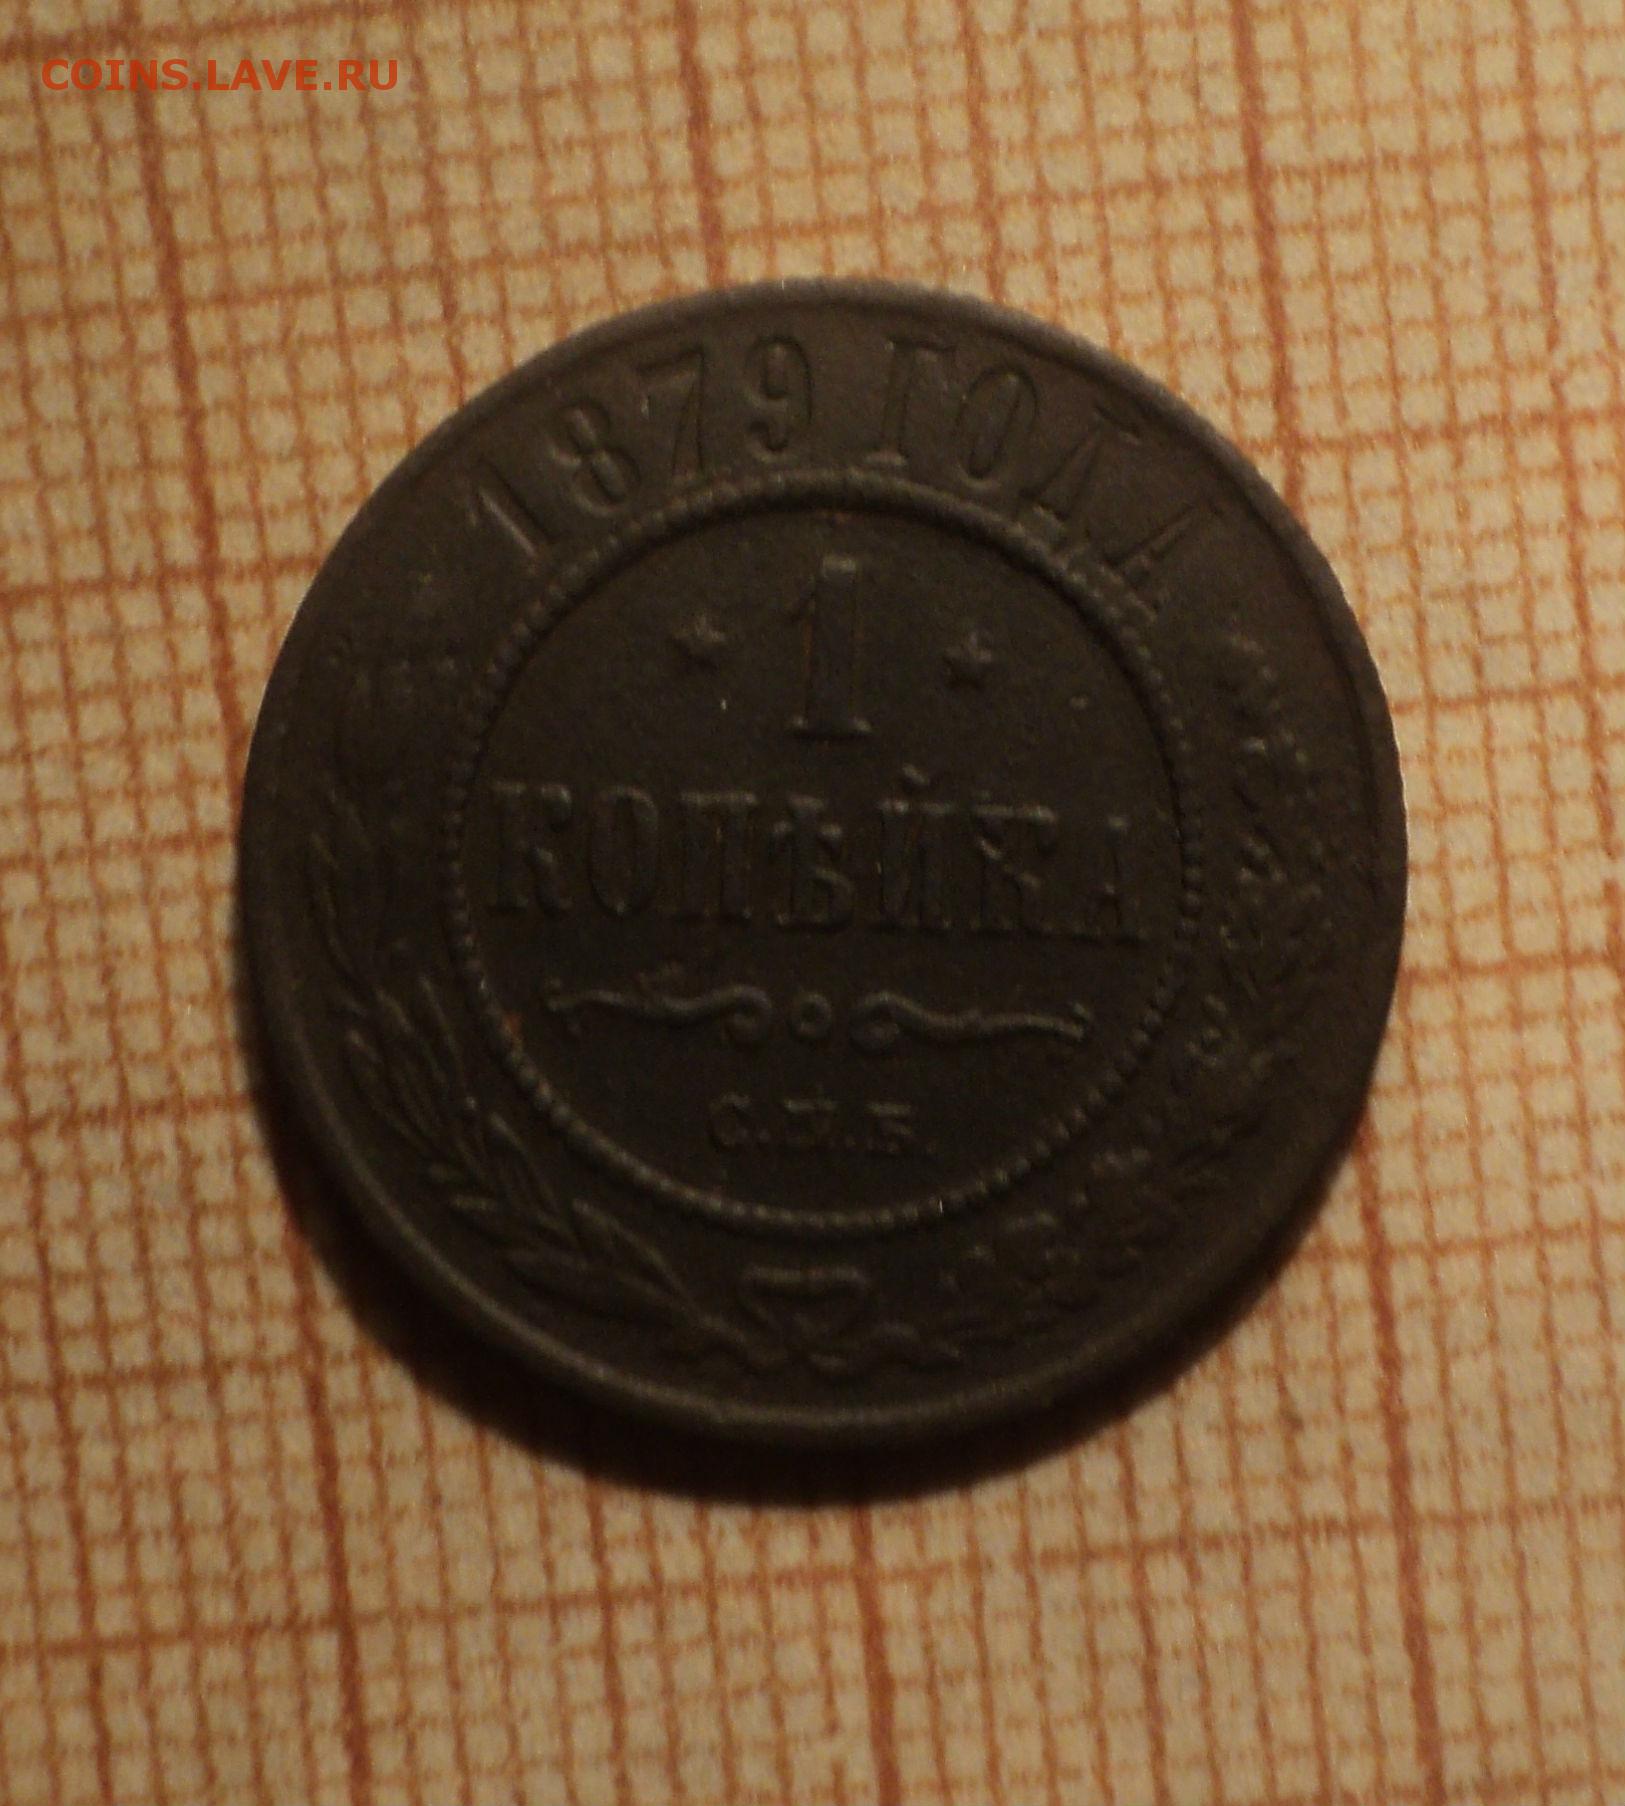 COINS.LAVE.RU
1879 ГОДА
1
КОПѢЙКА
С.П.Б.